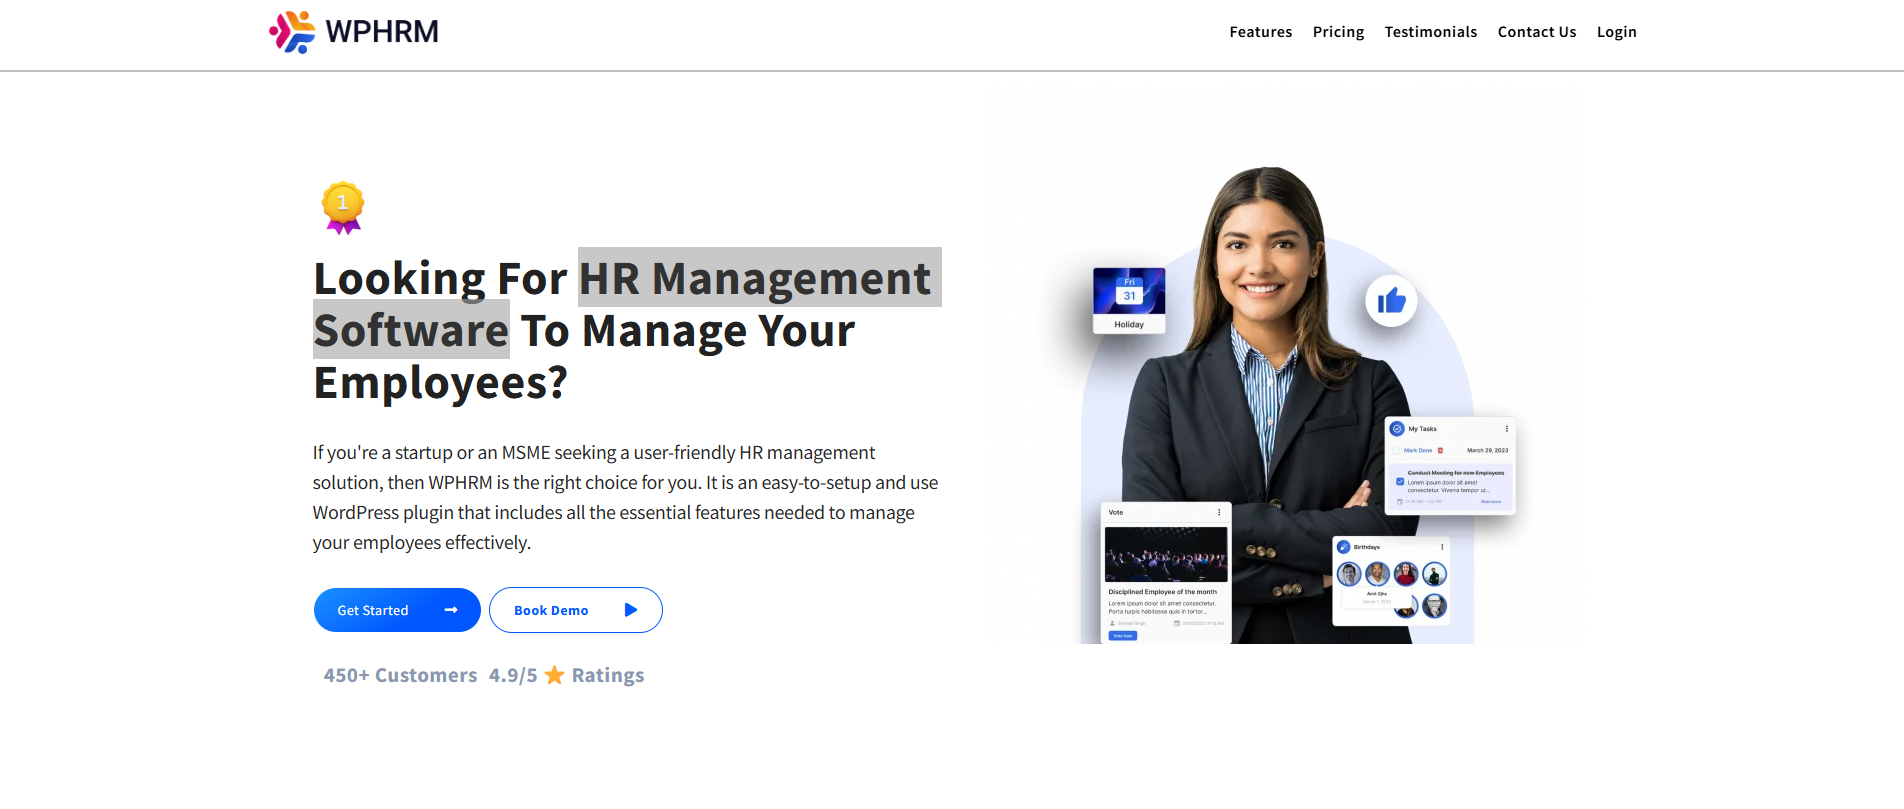 WPHRM
Features
Pricing
Testimonials
Contact Us
Login
1
Looking For HR Management
Software To Manage Your
Employees?
If you're a startup or an MSME seeking a user-friendly HR management
solution, then WPHRM is the right choice for you. It is an easy-to-setup and use
WordPress plugin that includes all the essential features needed to manage
your employees effectively.
Get Started
Book Demo
450+ Customers 4.9/5 ⭐ Ratings
Fri
31
Holiday
My Tasks
Mark Done
March 29, 2023
Conduct Meeting for new Employees
Lorem ipsum dolor sit amet
consectetur. Viverra tempor ut...
Read more
Vote
Disciplined Employee of the month
Lorem ipsum dolor sit amet consectetur.
Porta turpis habitasse quis in tortor...
Vote Now
Birthdays
Amit Ojha
March 7, 2023